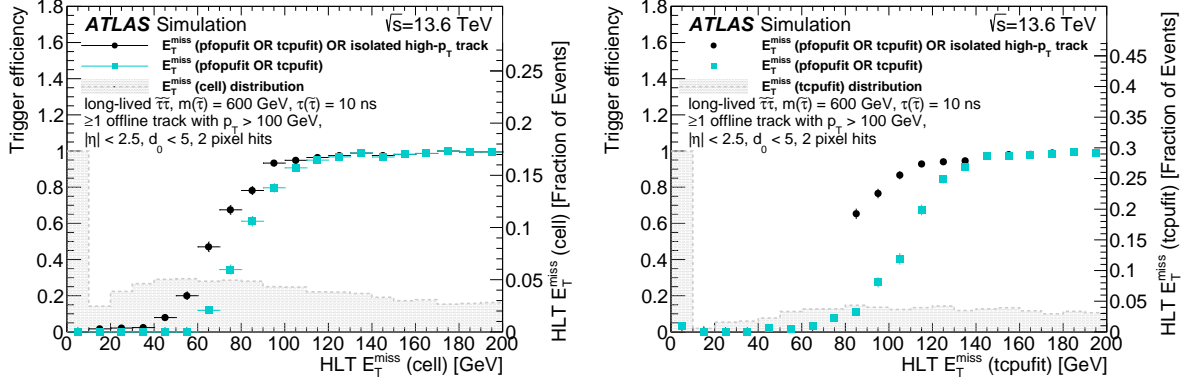 ATLAS Simulation √s=13.6 TeV
E_T^miss (pfopufit OR tcpufit) OR isolated high-p_T track
E_T^miss (pfopufit OR tcpufit)
E_T^miss (cell) distribution
long-lived τ̃τ̃, m(τ̃) = 600 GeV, τ(τ̃) = 10 ns
≥1 offline track with p_T > 100 GeV,
|η| < 2.5, d_0 < 5, 2 pixel hits
Trigger efficiency
1.8
1.6
1.4
1.2
1
0.8
0.6
0.4
0.2
0
0 20 40 60 80 100 120 140 160 180 200
HLT E_T^miss (cell) [GeV]
0.25
0.2
0.15
0.1
0.05
0
HLT E_T^miss (cell) [Fraction of Events]
ATLAS Simulation √s=13.6 TeV
E_T^miss (pfopufit OR tcpufit) OR isolated high-p_T track
E_T^miss (pfopufit OR tcpufit)
E_T^miss (tcpufit) distribution
long-lived τ̃τ̃, m(τ̃) = 600 GeV, τ(τ̃) = 10 ns
≥1 offline track with p_T > 100 GeV,
|η| < 2.5, d_0 < 5, 2 pixel hits
Trigger efficiency
1.8
1.6
1.4
1.2
1
0.8
0.6
0.4
0.2
0
0 20 40 60 80 100 120 140 160 180 200
HLT E_T^miss (tcpufit) [GeV]
0.45
0.4
0.35
0.3
0.25
0.2
0.15
0.1
0.05
0
HLT E_T^miss (tcpufit) [Fraction of Events]